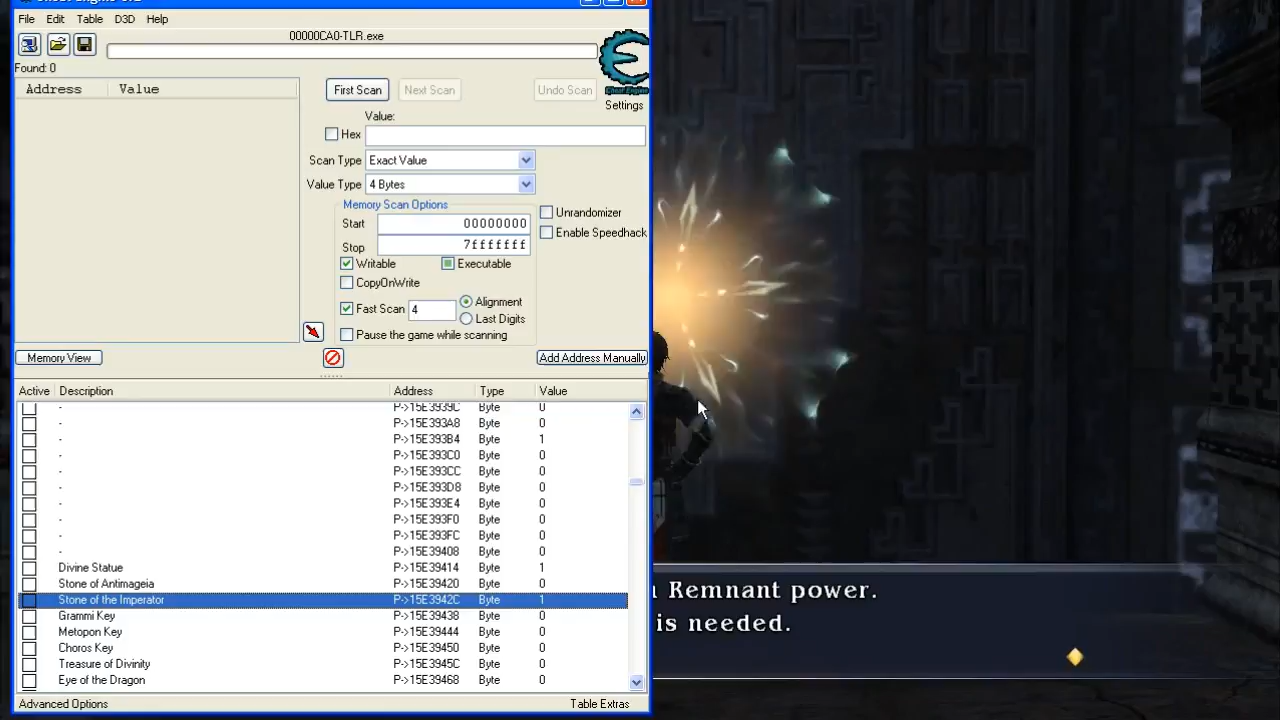 File Edit Table D3D Help
00000CA0-TLR.exe
Found: 0
Address Value
First Scan Next Scan Undo Scan
Settings
Value:
Hex
Scan Type Exact Value
Value Type 4 Bytes
Memory Scan Options
Start 00000000
Stop 7fffffff
Unrandomizer
Enable Speedhack
Writable Executable
CopyOnWrite
Fast Scan 4 Alignment
Last Digits
Pause the game while scanning
Memory View Add Address Manually
Active Description Address Type Value
- P->15E3939C Byte 0
- P->15E393A8 Byte 0
- P->15E393B4 Byte 1
- P->15E393C0 Byte 0
- P->15E393CC Byte 0
- P->15E393D8 Byte 0
- P->15E393E4 Byte 0
- P->15E393F0 Byte 0
- P->15E393FC Byte 0
- P->15E39408 Byte 0
Divine Statue P->15E39414 Byte 1
Stone of Antimageia P->15E39420 Byte 0
Stone of the Imperator P->15E3942C Byte 1
Grammi Key P->15E39438 Byte 0
Metopon Key P->15E39444 Byte 0
Choros Key P->15E39450 Byte 0
Treasure of Divinity P->15E3945C Byte 0
Eye of the Dragon P->15E39468 Byte 0
Advanced Options Table Extras
Remnant power.
is needed.